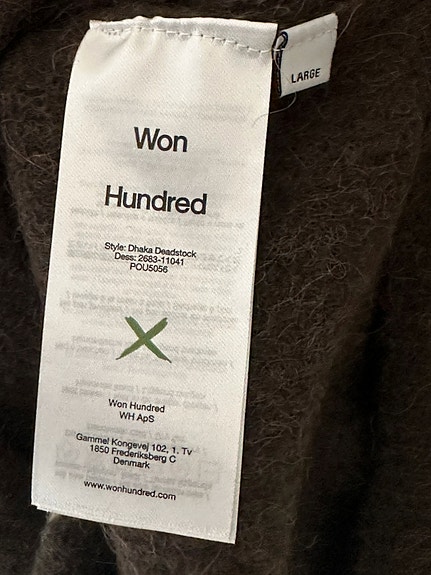 LARGE
Won
Hundred
Style: Dhaka Deadstock
Dess: 2683-11041
POU5056
Won Hundred
WH ApS
Gammel Kongevej 102, 1. Tv
1850 Frederiksberg C
Denmark
www.wonhundred.com